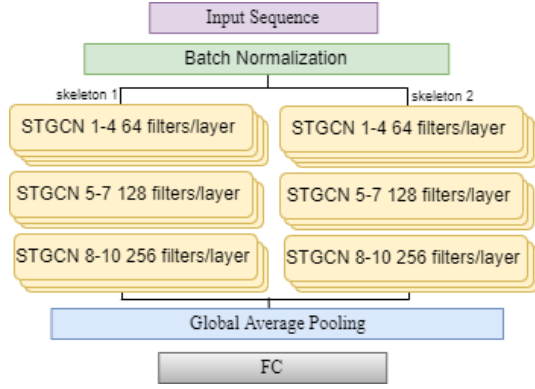 Input Sequence
Batch Normalization
skeleton 1
skeleton 2
STGCN 1-4 64 filters/layer
STGCN 1-4 64 filters/layer
STGCN 5-7 128 filters/layer
STGCN 5-7 128 filters/layer
STGCN 8-10 256 filters/layer
STGCN 8-10 256 filters/layer
Global Average Pooling
FC